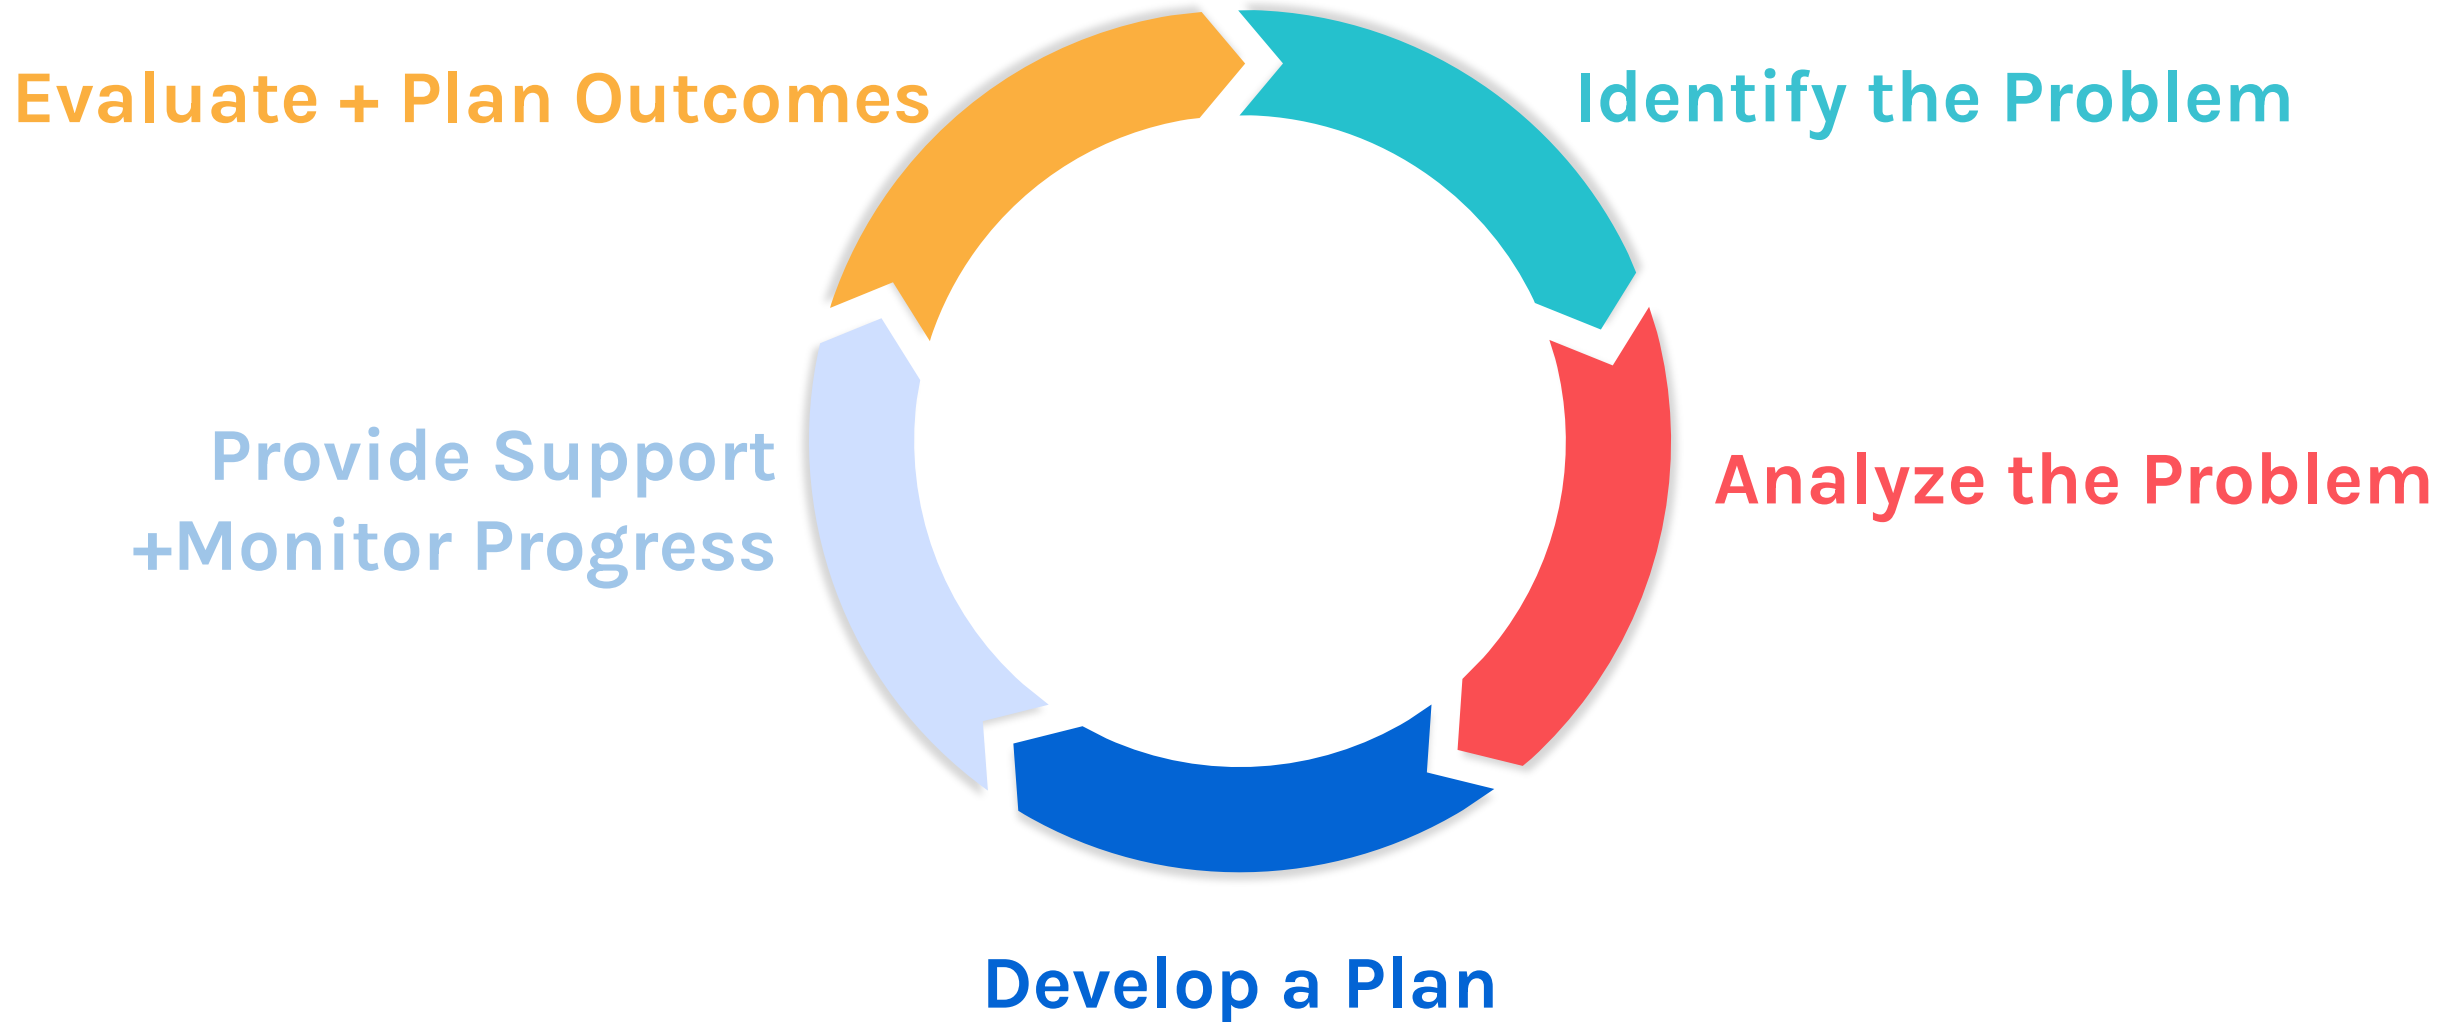 Evaluate + Plan Outcomes
Identify the Problem
Provide Support
+Monitor Progress
Analyze the Problem
Develop a Plan